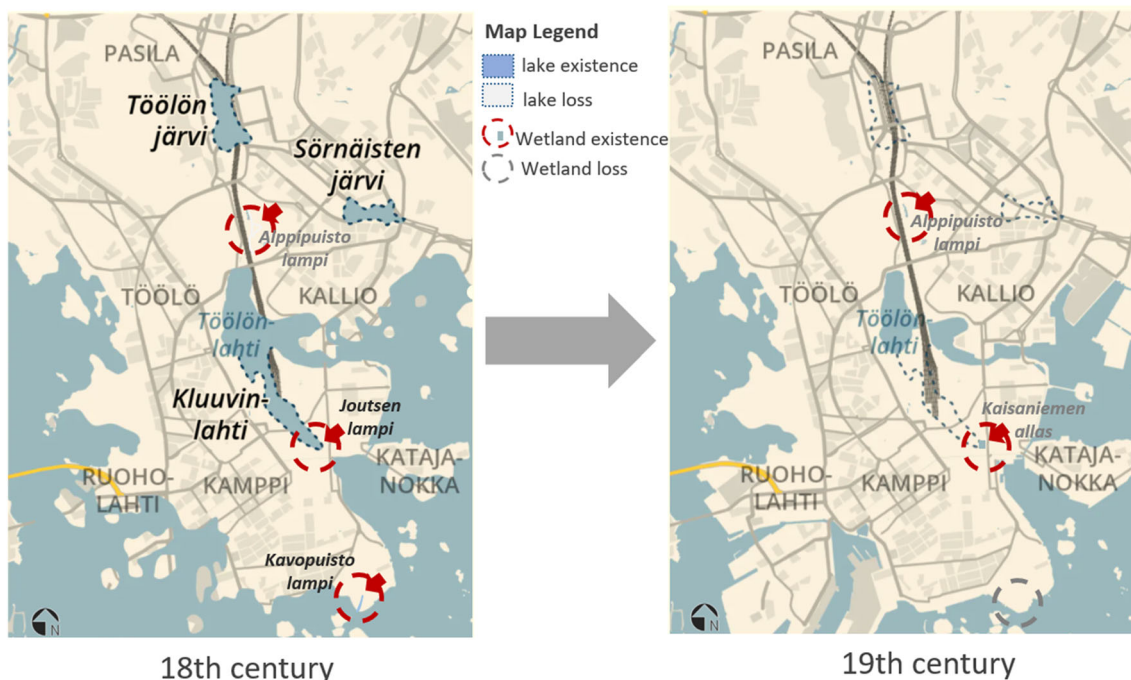 PASILA
Töölön
järvi
Sörnäisten
järvi
Alppipuisto
lampi
TÖÖLÖ
KALLIO
Töölön-
lahti
Kluuvin-
lahti
Joutsen
lampi
RUOHO-
LAHTI
KAMPPI
KATAJA-
NOKKA
Kavopuisto
lampi
N
18th century
Map Legend
lake existence
lake loss
Wetland existence
Wetland loss
PASILA
Alppipuisto
lampi
TÖÖLÖ
KALLIO
Töölön-
lahti
Kaisaniemen
allas
RUOHO-
LAHTI
KAMPPI
KATAJA-
NOKKA
N
19th century